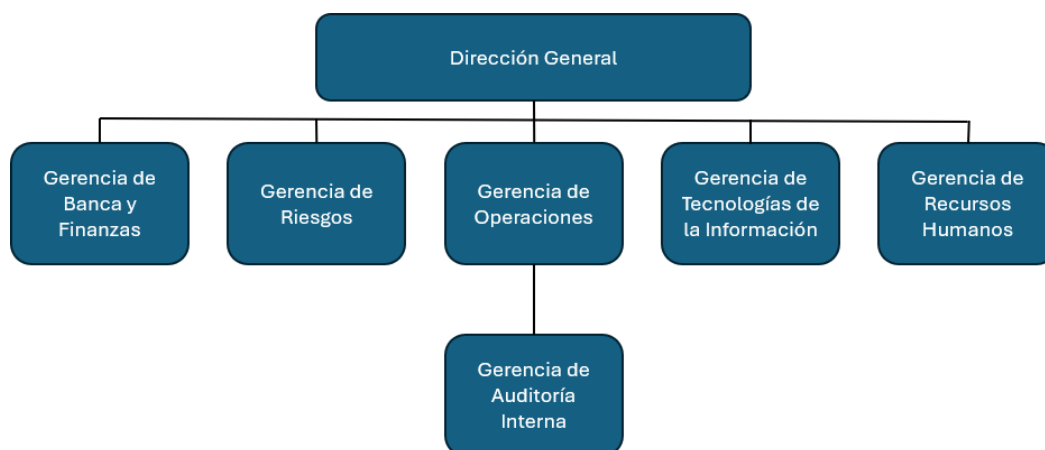 Dirección General
Gerencia de
Banca y
Finanzas
Gerencia de
Riesgos
Gerencia de
Operaciones
Gerencia de
Tecnologías de
la Información
Gerencia de
Recursos
Humanos
Gerencia de
Auditoría
Interna